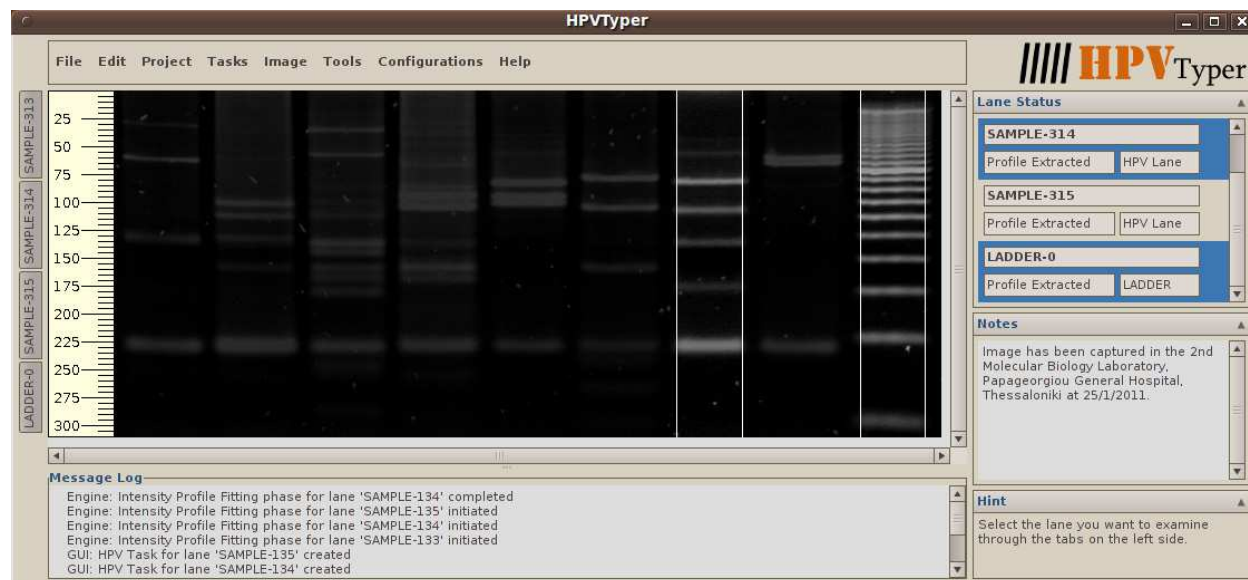 HPVTyper
File Edit Project Tasks Image Tools Configurations Help
HPV Typer
SAMPLE-313
SAMPLE-314
SAMPLE-315
LADDER-0
25
50
75
100
125
150
175
200
225
250
275
300
Message Log
Engine: Intensity Profile Fitting phase for lane 'SAMPLE-134' completed
Engine: Intensity Profile Fitting phase for lane 'SAMPLE-135' initiated
Engine: Intensity Profile Fitting phase for lane 'SAMPLE-134' initiated
Engine: Intensity Profile Fitting phase for lane 'SAMPLE-133' initiated
GUI: HPV Task for lane 'SAMPLE-135' created
GUI: HPV Task for lane 'SAMPLE-134' created
Lane Status
SAMPLE-314
Profile Extracted HPV Lane
SAMPLE-315
Profile Extracted HPV Lane
LADDER-0
Profile Extracted LADDER
Notes
Image has been captured in the 2nd
Molecular Biology Laboratory,
Papageorgiou General Hospital,
Thessaloniki at 25/1/2011.
Hint
Select the lane you want to examine
through the tabs on the left side.